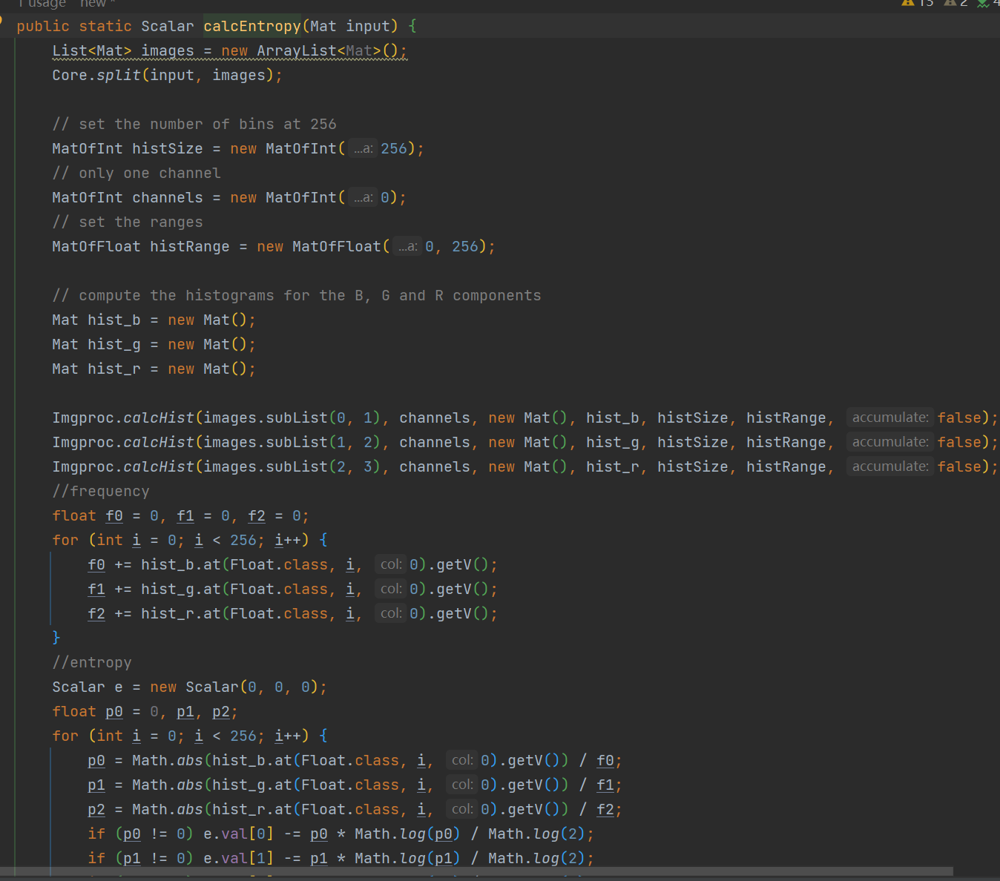 1 usage new *
13 2 4
public static Scalar calcEntropy(Mat input) {
List<Mat> images = new ArrayList<Mat>();
Core.split(input, images);
// set the number of bins at 256
MatOfInt histSize = new MatOfInt( ...a: 256);
// only one channel
MatOfInt channels = new MatOfInt( ...a: 0);
// set the ranges
MatOfFloat histRange = new MatOfFloat( ...a: 0, 256);
// compute the histograms for the B, G and R components
Mat hist_b = new Mat();
Mat hist_g = new Mat();
Mat hist_r = new Mat();
Imgproc.calcHist(images.subList(0, 1), channels, new Mat(), hist_b, histSize, histRange, accumulate: false);
Imgproc.calcHist(images.subList(1, 2), channels, new Mat(), hist_g, histSize, histRange, accumulate: false);
Imgproc.calcHist(images.subList(2, 3), channels, new Mat(), hist_r, histSize, histRange, accumulate: false);
//frequency
float f0 = 0, f1 = 0, f2 = 0;
for (int i = 0; i < 256; i++) {
f0 += hist_b.at(Float.class, i, col: 0).getV();
f1 += hist_g.at(Float.class, i, col: 0).getV();
f2 += hist_r.at(Float.class, i, col: 0).getV();
}
//entropy
Scalar e = new Scalar(0, 0, 0);
float p0 = 0, p1, p2;
for (int i = 0; i < 256; i++) {
p0 = Math.abs(hist_b.at(Float.class, i, col: 0).getV()) / f0;
p1 = Math.abs(hist_g.at(Float.class, i, col: 0).getV()) / f1;
p2 = Math.abs(hist_r.at(Float.class, i, col: 0).getV()) / f2;
if (p0 != 0) e.val[0] -= p0 * Math.log(p0) / Math.log(2);
if (p1 != 0) e.val[1] -= p1 * Math.log(p1) / Math.log(2);